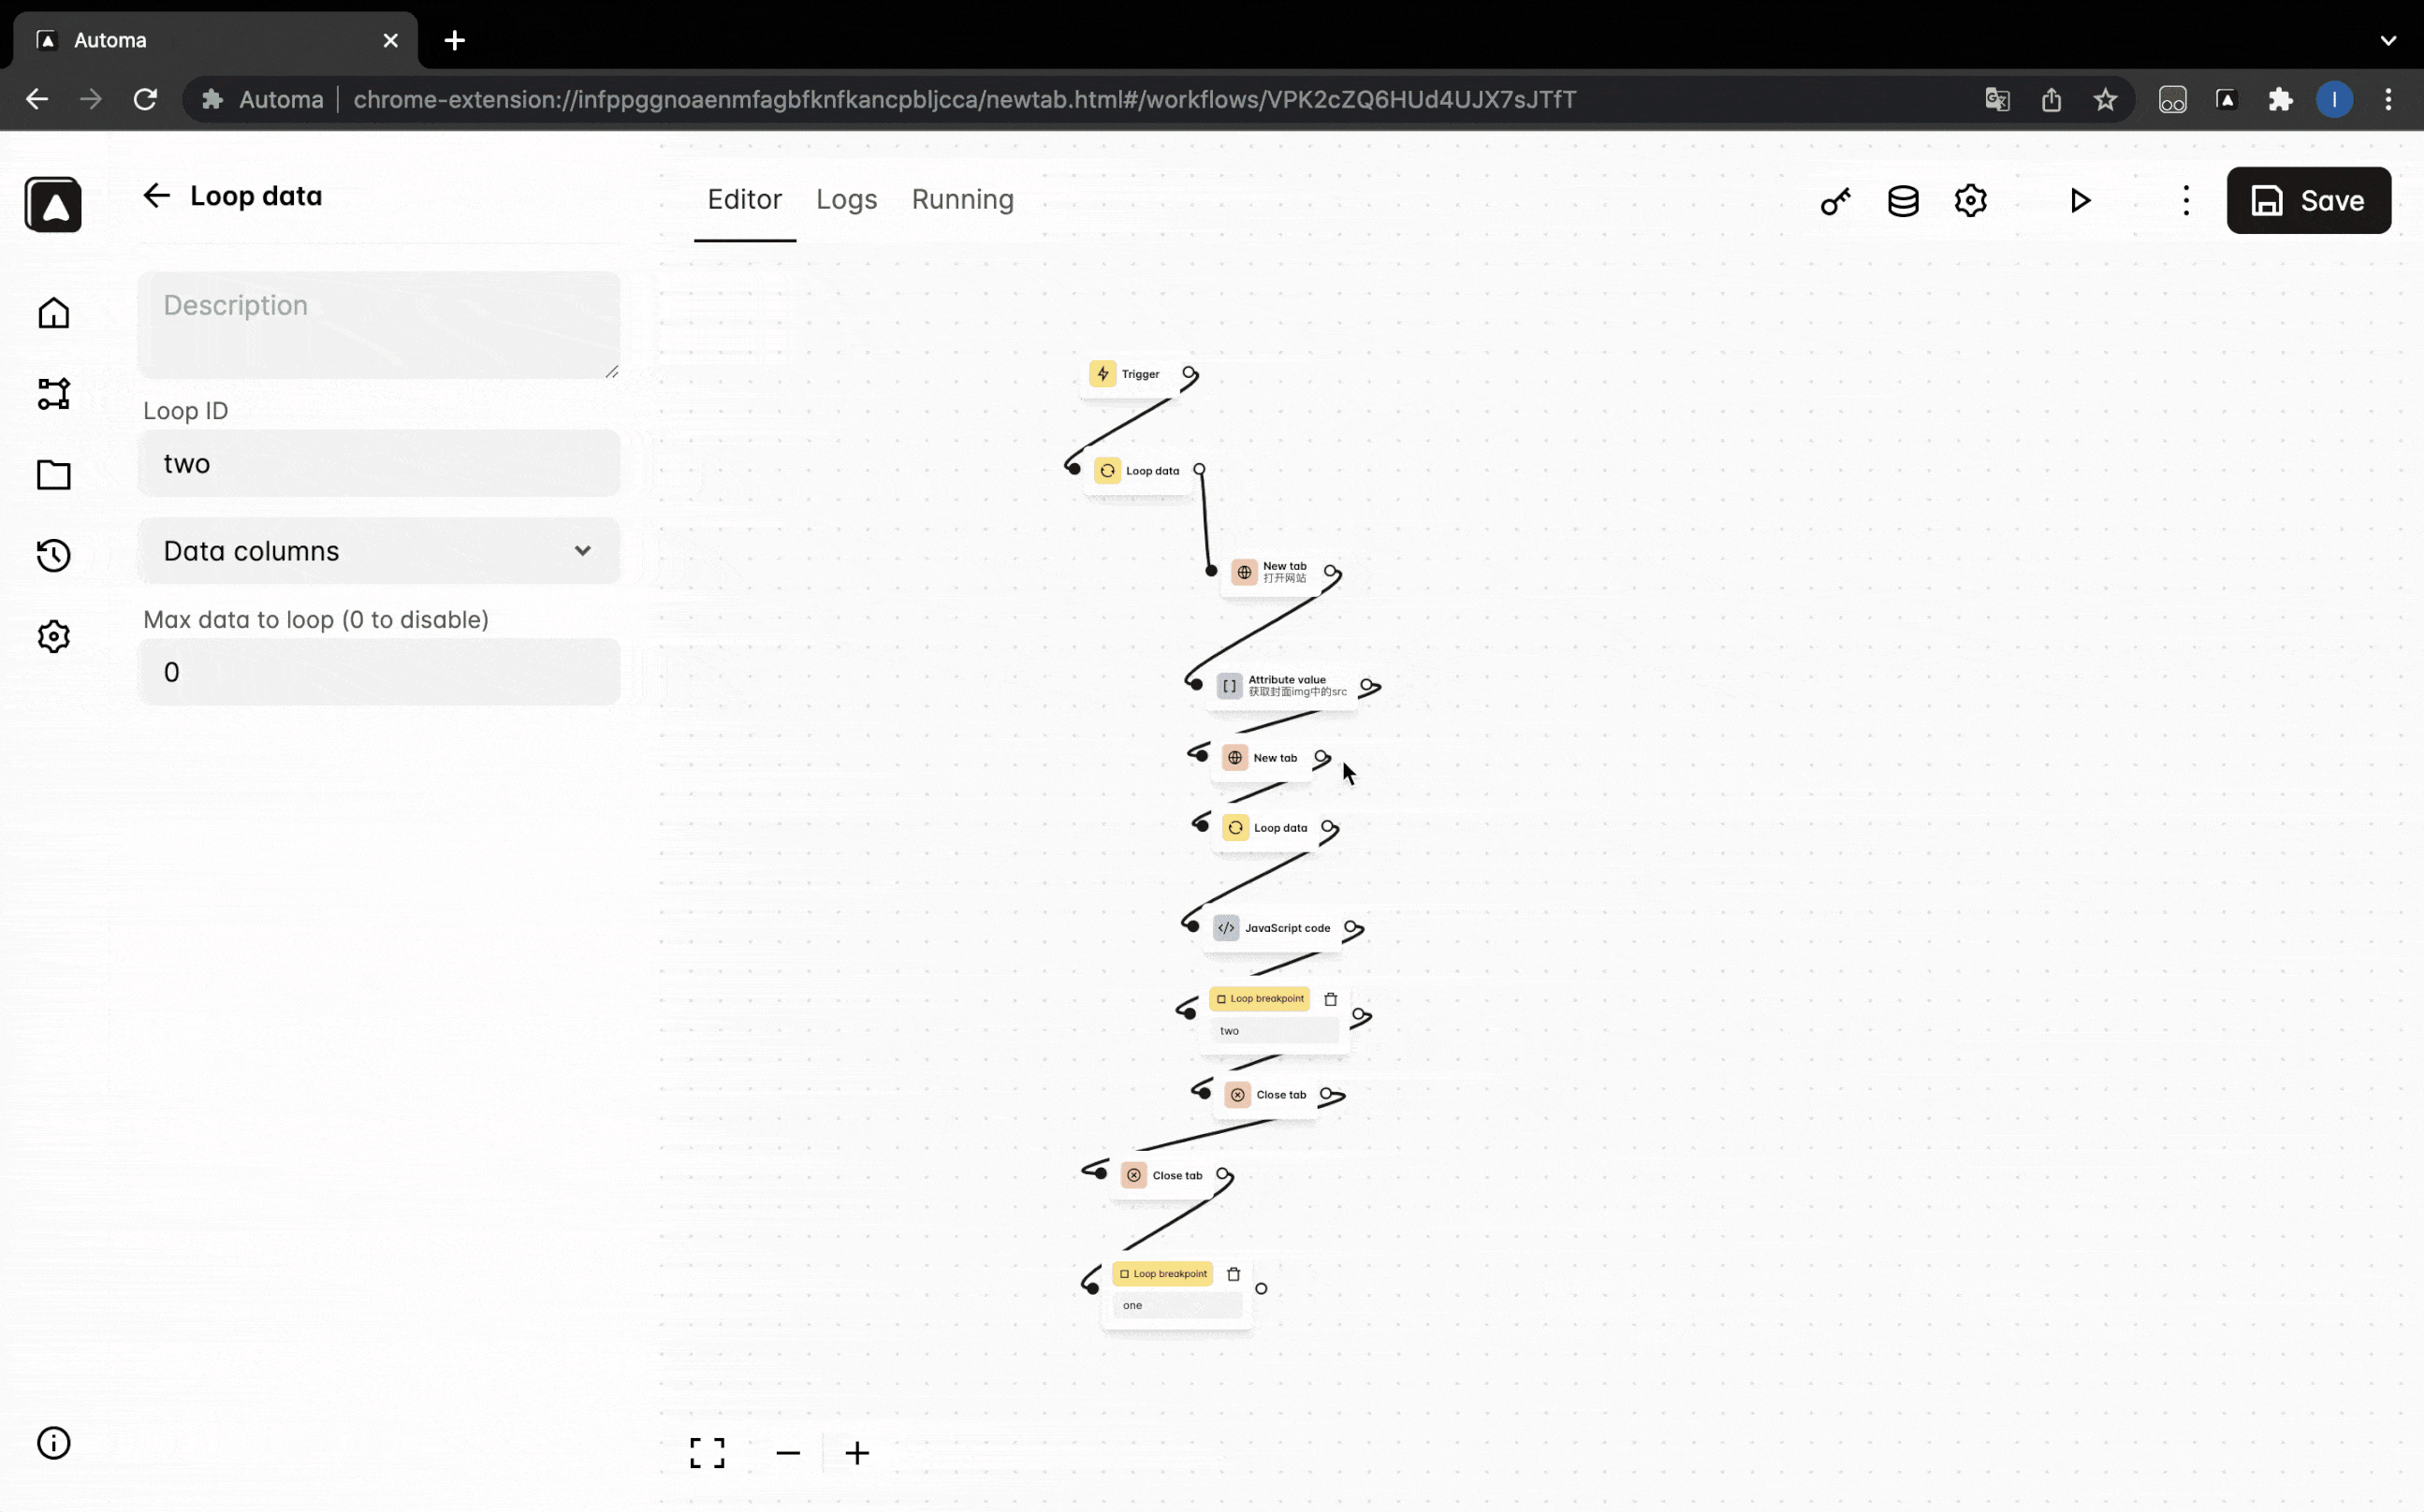 Automa
Automa
chrome-extension://infppggnoaenmfagbfknfkancpbljcca/newtab.html#/workflows/VPK2cZQ6HUd4UJX7sJTfT
I
Loop data
Editor
Logs
Running
Save
Description
Loop ID
two
Data columns
Max data to loop (0 to disable)
0
Trigger
Loop data
New tab
打开网站
Attribute value
获取封面img中的src
New tab
Loop data
JavaScript code
Loop breakpoint
two
Close tab
Close tab
Loop breakpoint
one